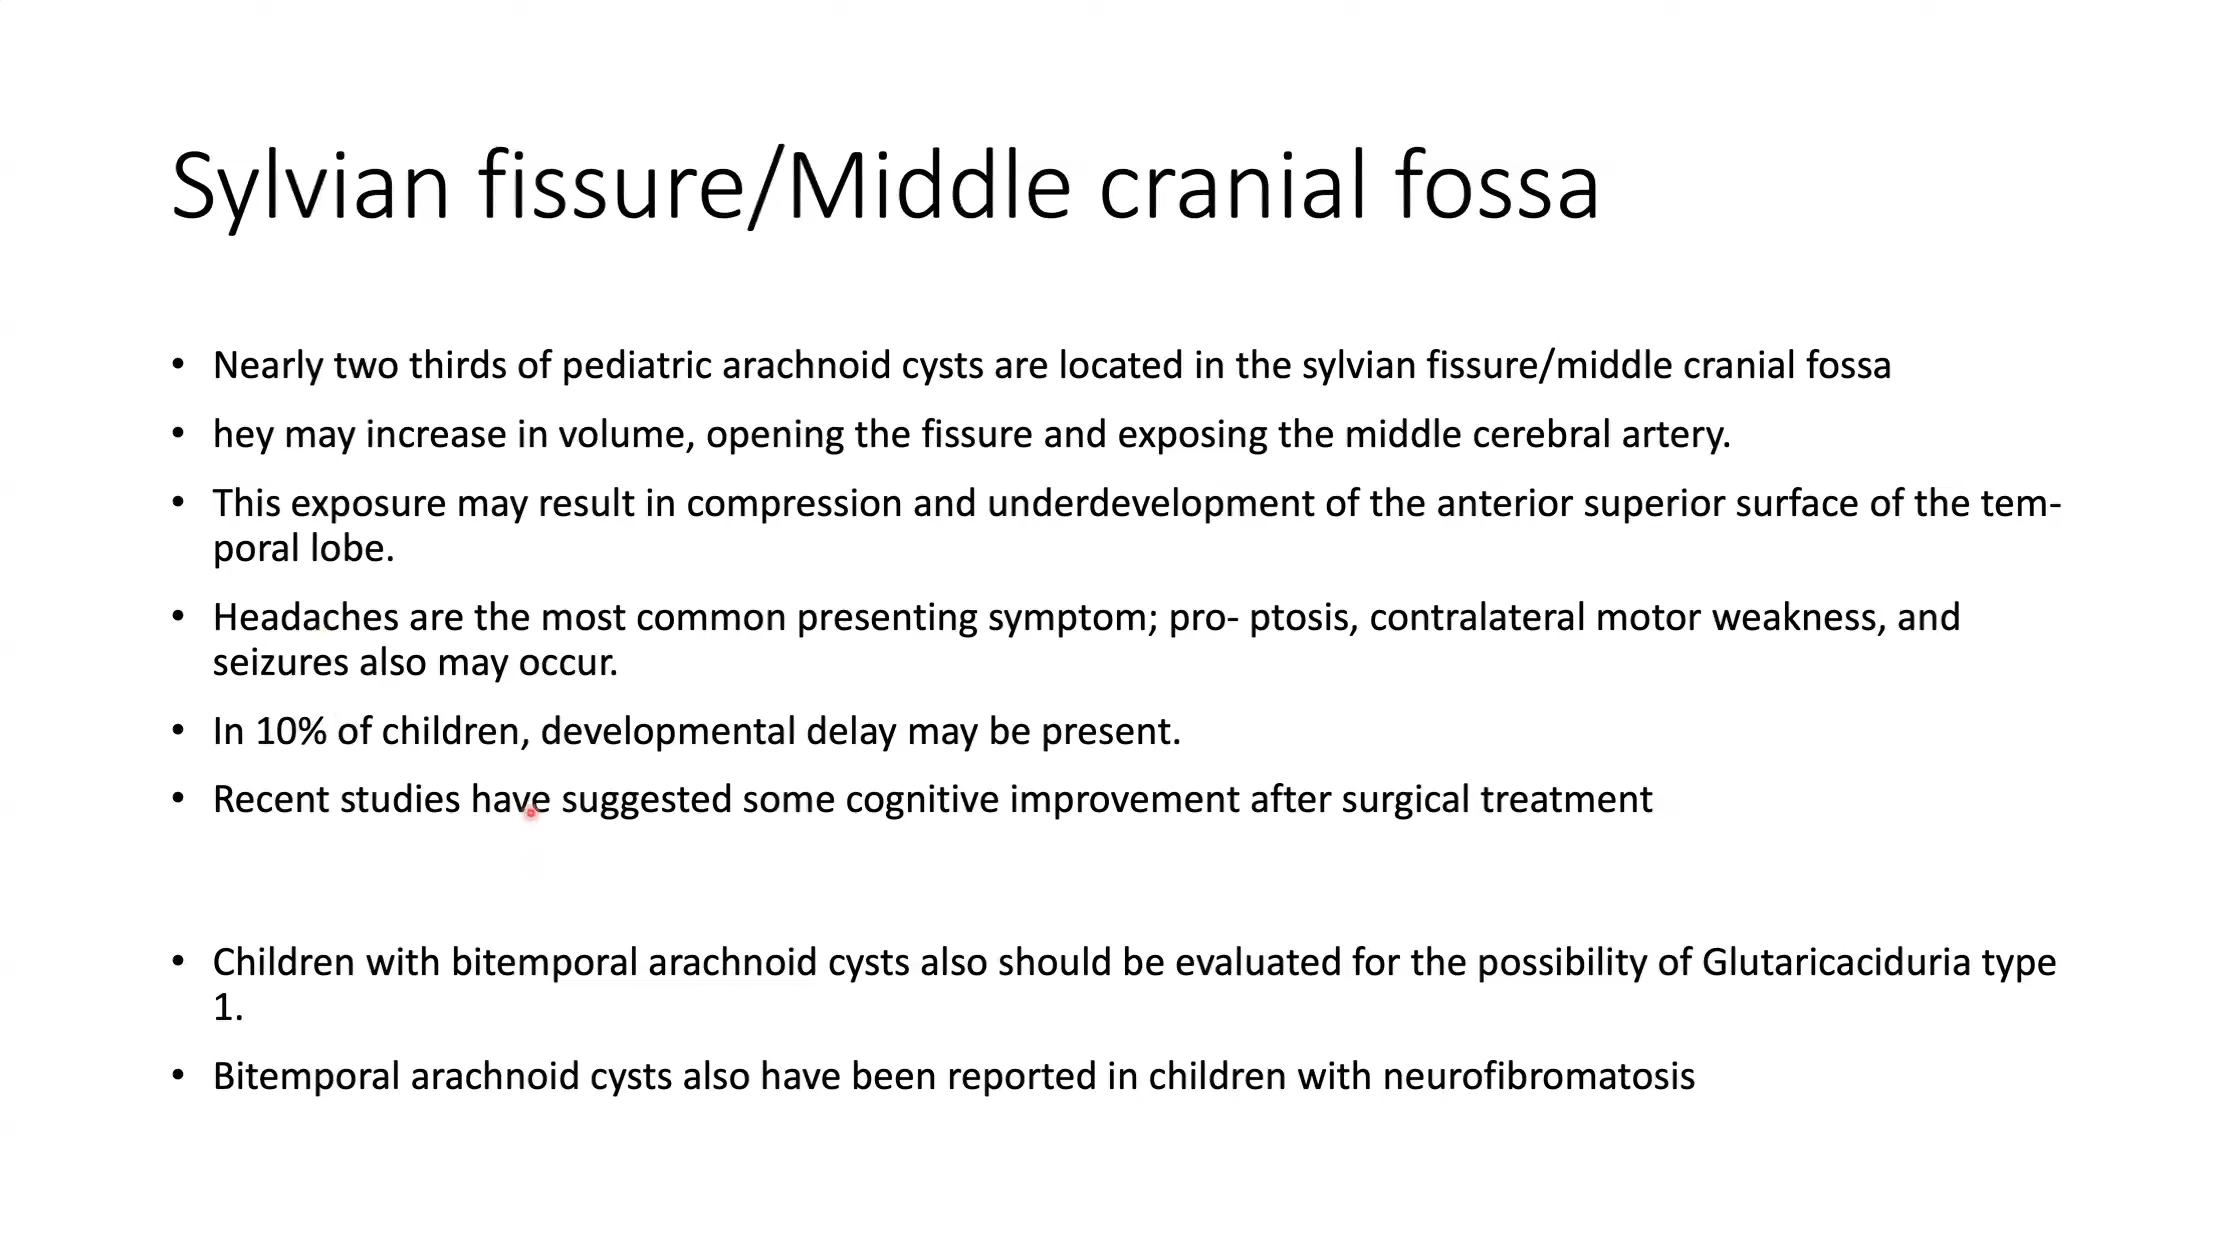 Sylvian fissure/Middle cranial fossa
• Nearly two thirds of pediatric arachnoid cysts are located in the sylvian fissure/middle cranial fossa
• hey may increase in volume, opening the fissure and exposing the middle cerebral artery.
• This exposure may result in compression and underdevelopment of the anterior superior surface of the tem-
poral lobe.
• Headaches are the most common presenting symptom; pro- ptosis, contralateral motor weakness, and
seizures also may occur.
• In 10% of children, developmental delay may be present.
• Recent studies have suggested some cognitive improvement after surgical treatment
• Children with bitemporal arachnoid cysts also should be evaluated for the possibility of Glutaricaciduria type
1.
• Bitemporal arachnoid cysts also have been reported in children with neurofibromatosis